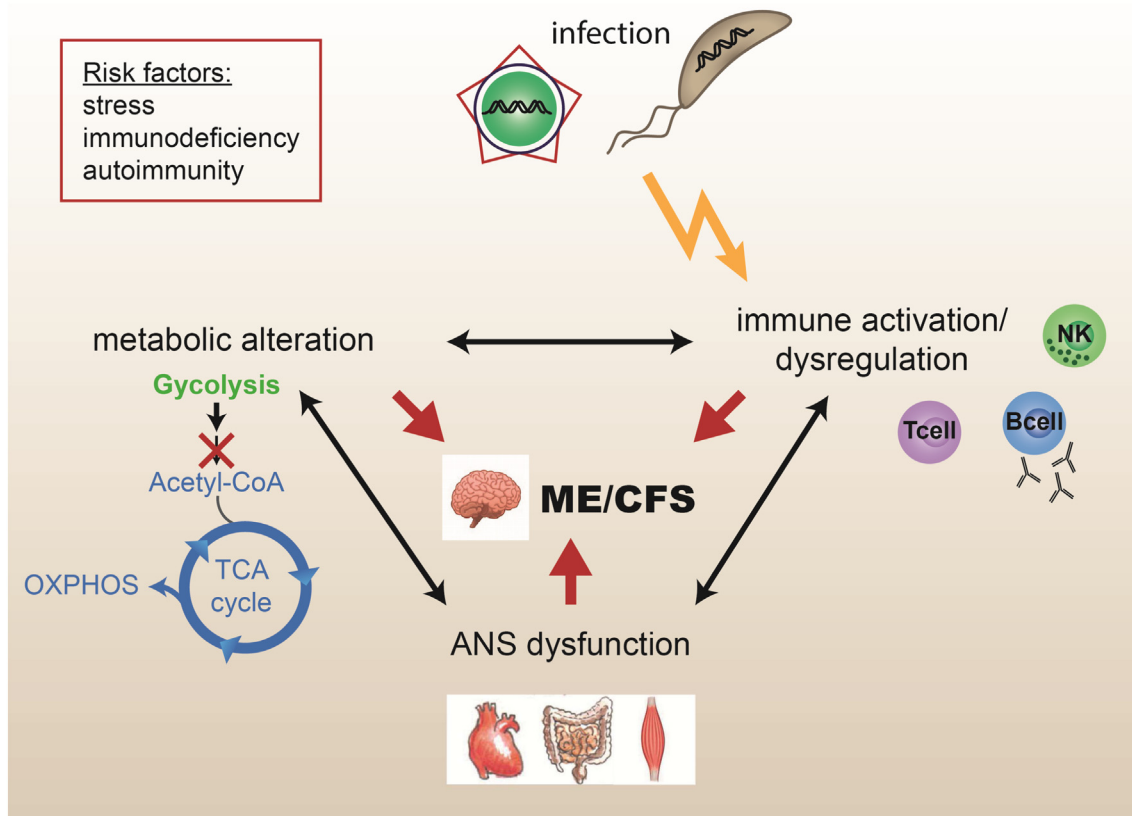 infection
Risk factors:
stress
immunodeficiency
autoimmunity
metabolic alteration
immune activation/
dysregulation
NK
Gycolysis
Tcell
Bcell
Acetyl-CoA
ME/CFS
OXPHOS
TCA
cycle
ANS dysfunction